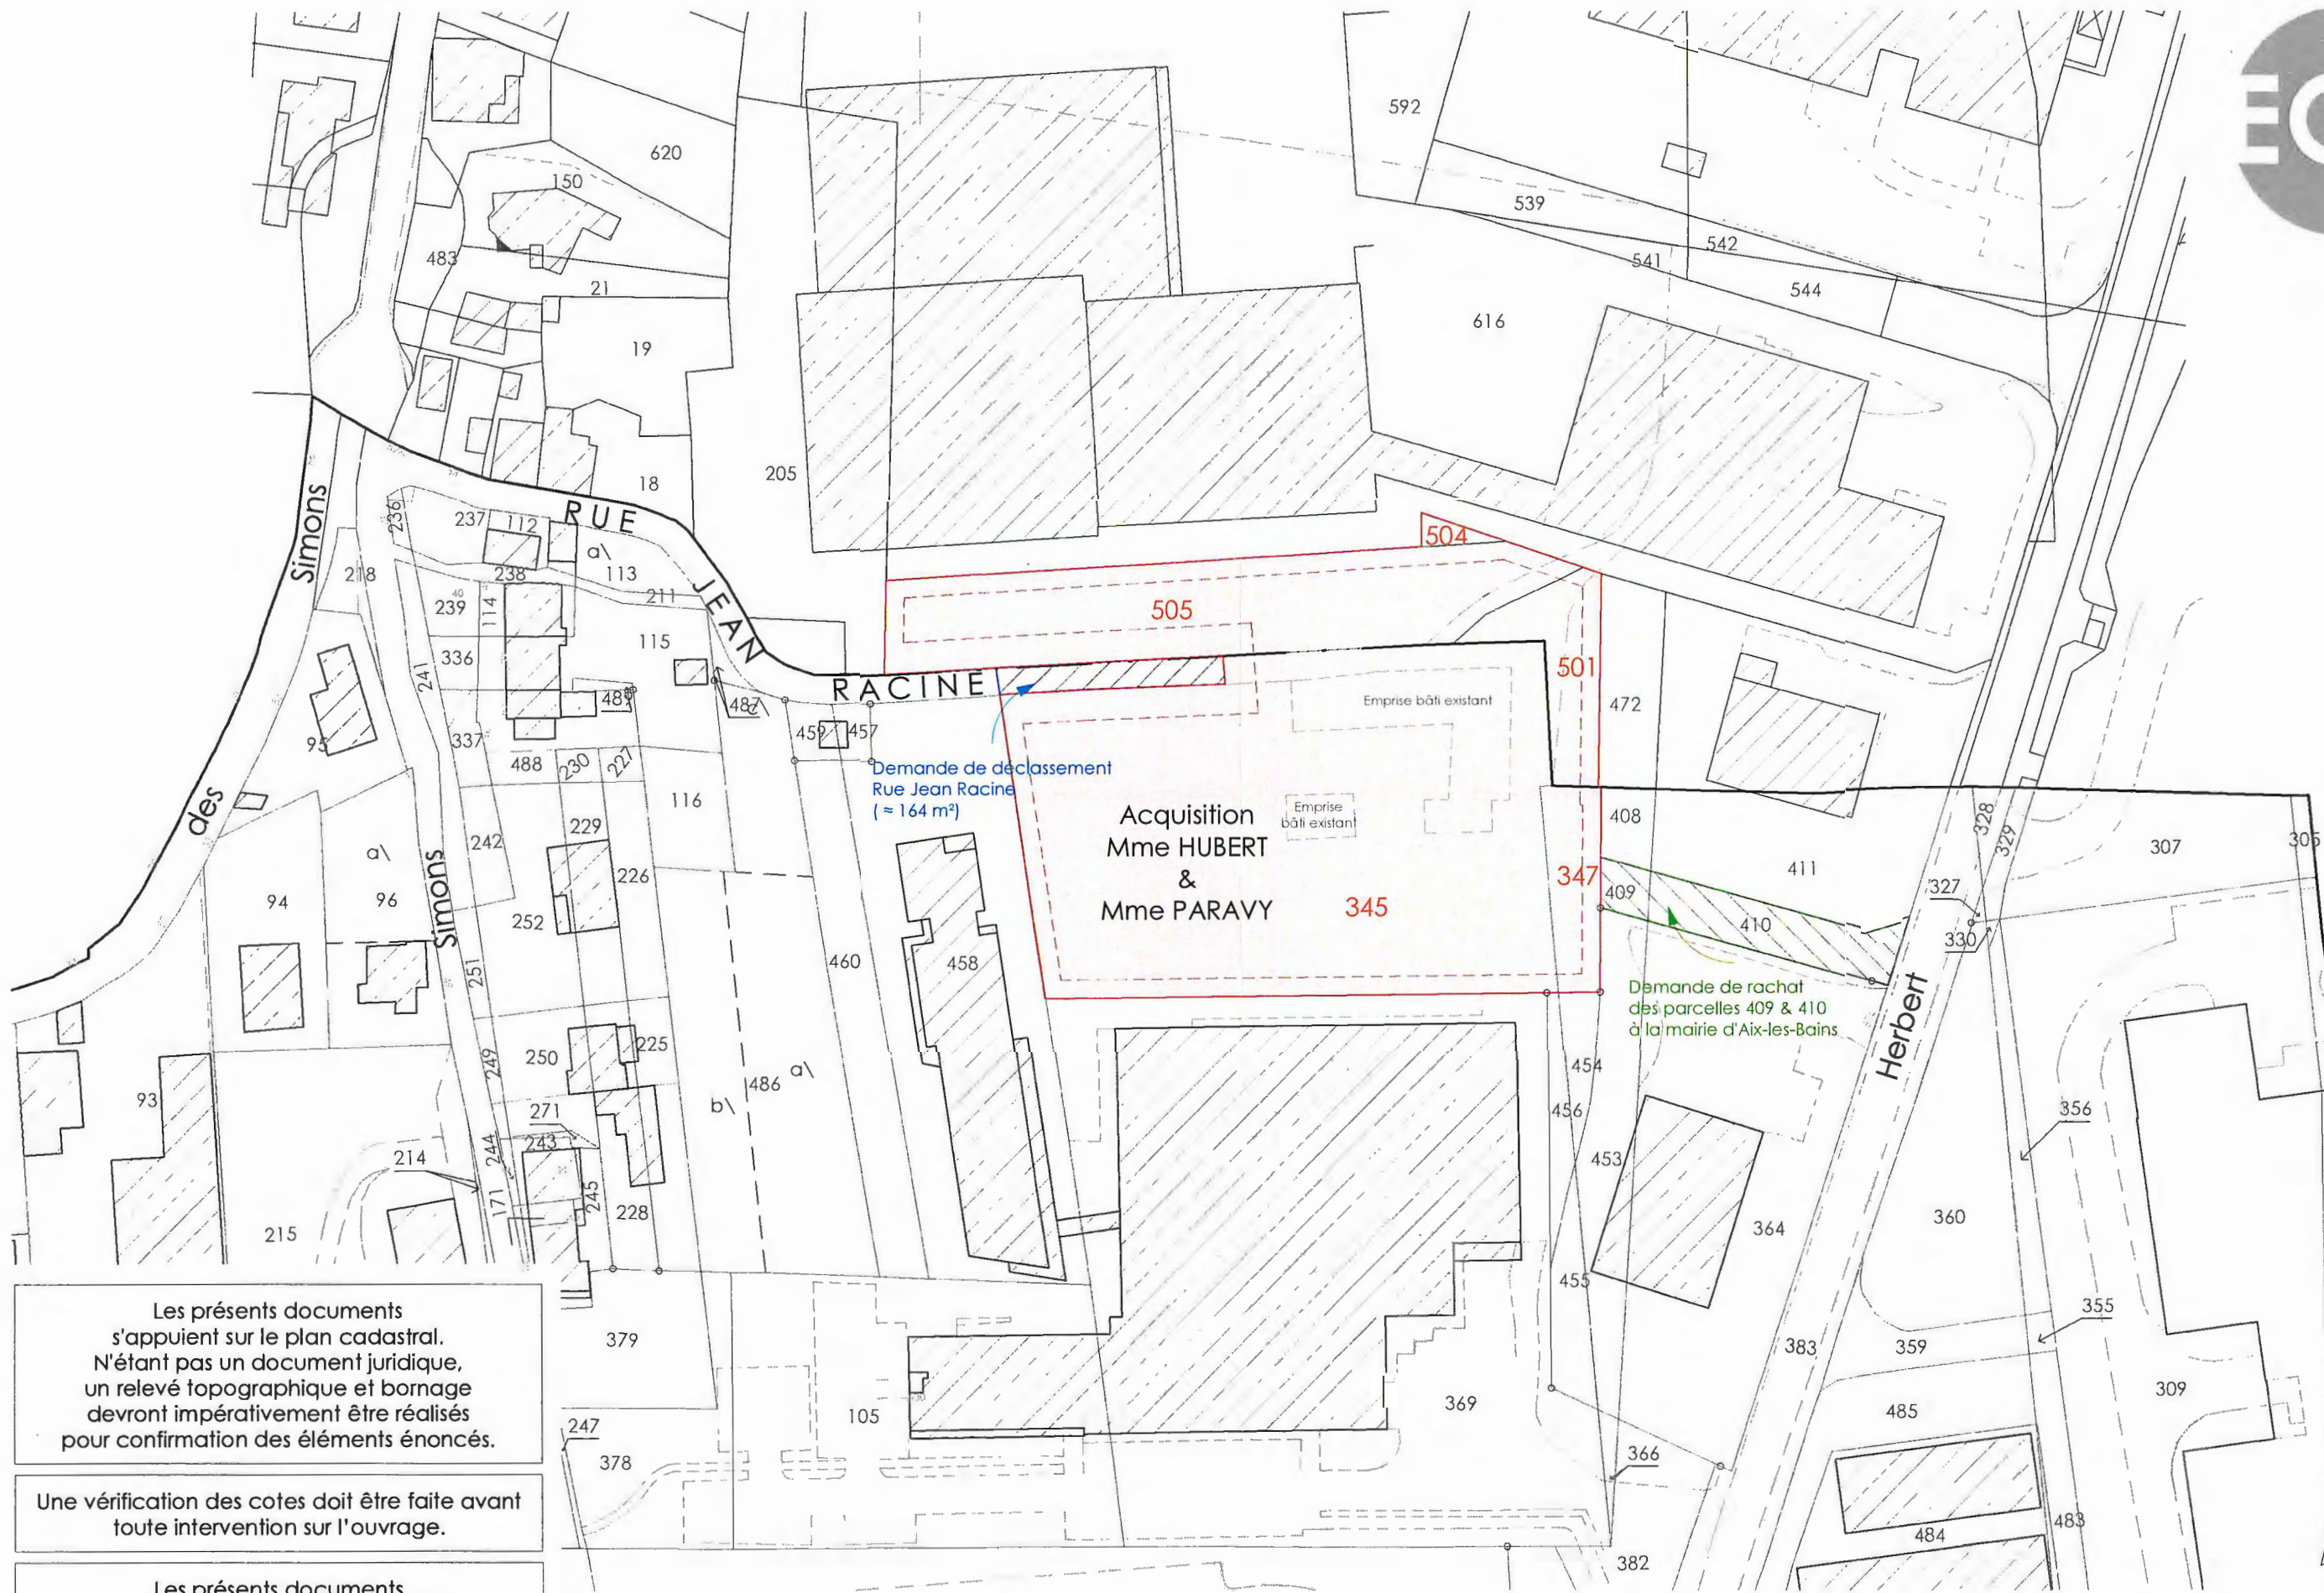 EC
592
620
150
539
542
541
544
483
21
19
616
205
18
RUE
JEAN
RACINE
504
505
501
236
237
112
a\
238
113
211
218
239
40
114
115
336
241
337
489
487
488
230
227
459
457
472
Emprise bâti existant
Emprise
bâti existant
Demande de déclassement
Rue Jean Racine
( ≈ 164 m²)
Acquisition
Mme HUBERT
&
Mme PARAVY
345
347
408
409
410
411
328
329
327
330
307
Simons
des
Simons
95
a\
94
96
242
229
226
116
252
251
460
458
Demande de rachat
des parcelles 409 & 410
à la mairie d'Aix-les-Bains
Herbert
249
250
225
486
a\
b\
93
271
243
244
214
171
245
228
215
454
456
453
455
364
360
356
355
383
359
309
485
484
483
379
247
378
105
369
366
382
Les présents documents
s'appuient sur le plan cadastral.
N'étant pas un document juridique,
un relevé topographique et bornage
devront impérativement être réalisés
pour confirmation des éléments énoncés.
Une vérification des cotes doit être faite avant
toute intervention sur l'ouvrage.
Les présents documents